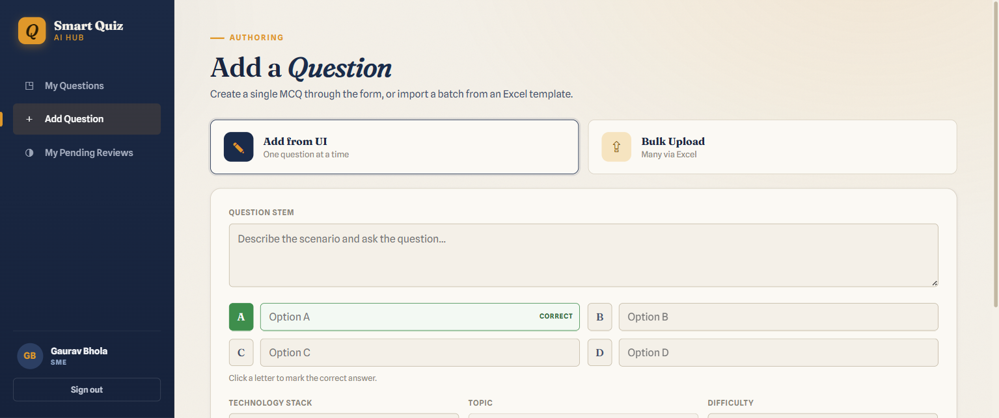 Q
Smart Quiz
AI HUB
My Questions
+ Add Question
My Pending Reviews
GB
Gaurav Bhola
SME
Sign out
AUTHORING
Add a Question
Create a single MCQ through the form, or import a batch from an Excel template.
Add from UI
One question at a time
Bulk Upload
Many via Excel
QUESTION STEM
Describe the scenario and ask the question...
A Option A CORRECT B Option B
C Option C D Option D
Click a letter to mark the correct answer.
TECHNOLOGY STACK TOPIC DIFFICULTY